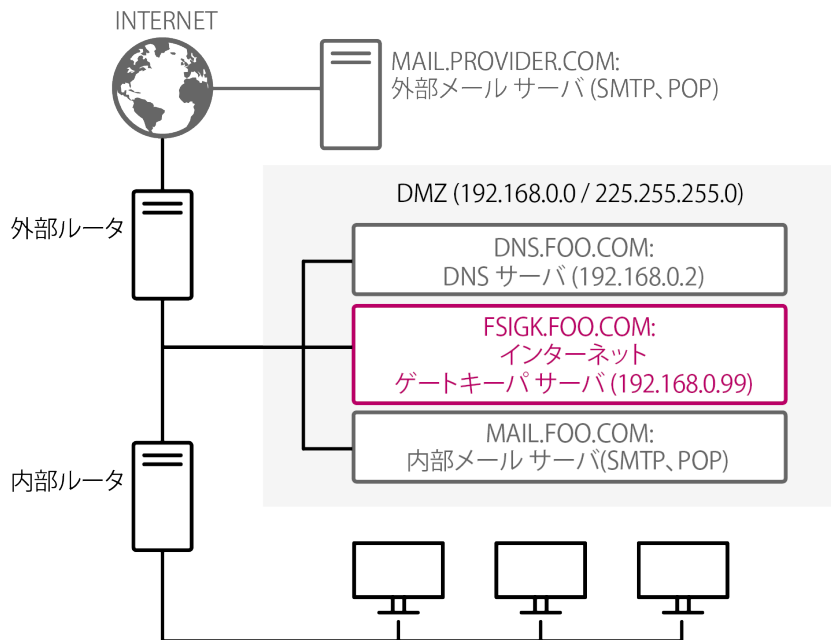 INTERNET
MAIL.PROVIDER.COM:
外部メール サーバ (SMTP、POP)
DMZ (192.168.0.0 / 225.255.255.0)
外部ルータ
DNS.FOO.COM:
DNS サーバ (192.168.0.2)
FSIGK.FOO.COM:
インターネット
ゲートキーパ サーバ (192.168.0.99)
MAIL.FOO.COM:
内部メール サーバ(SMTP、POP)
内部ルータ